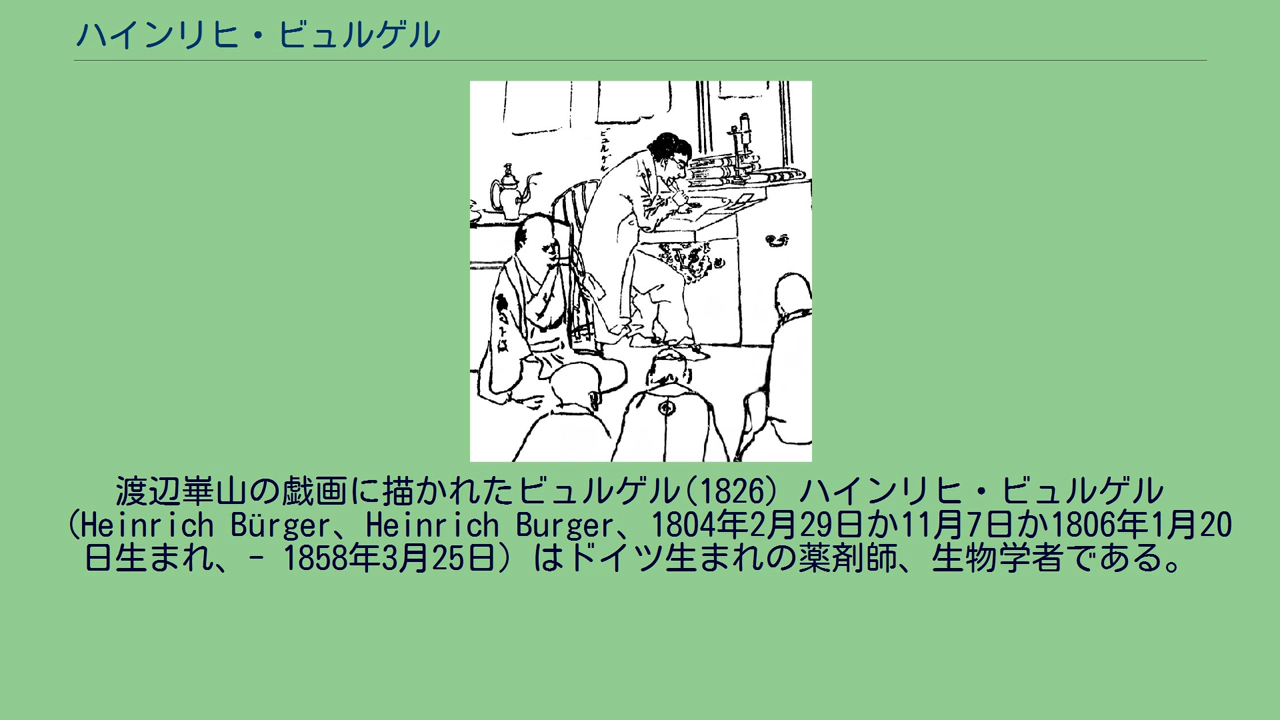 ハインリヒ・ビュルゲル
ビュルゲル
渡辺崋山の戯画に描かれたビュルゲル(1826) ハインリヒ・ビュルゲル
(Heinrich Bürger、Heinrich Burger、1804年2月29日か11月7日か1806年1月20
日生まれ、- 1858年3月25日) はドイツ生まれの薬剤師、生物学者である。